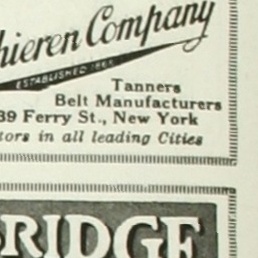 hieren Company
ESTABLISHED 1868
Tanners
Belt Manufacturers
39 Ferry St., New York
tors in all leading Cities
RIDGE